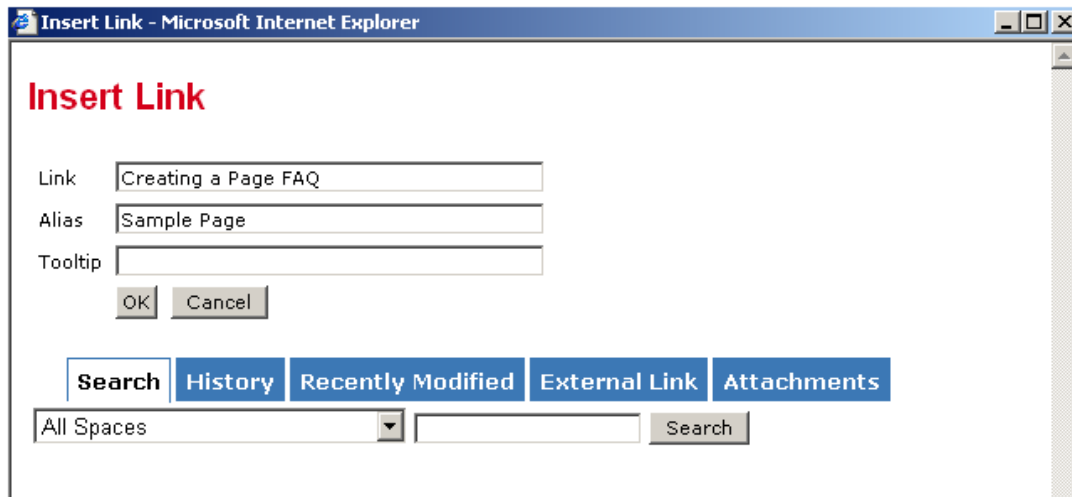 Insert Link - Microsoft Internet Explorer
Insert Link
Link Creating a Page FAQ
Alias Sample Page
Tooltip
OK Cancel
Search History Recently Modified External Link Attachments
All Spaces Search